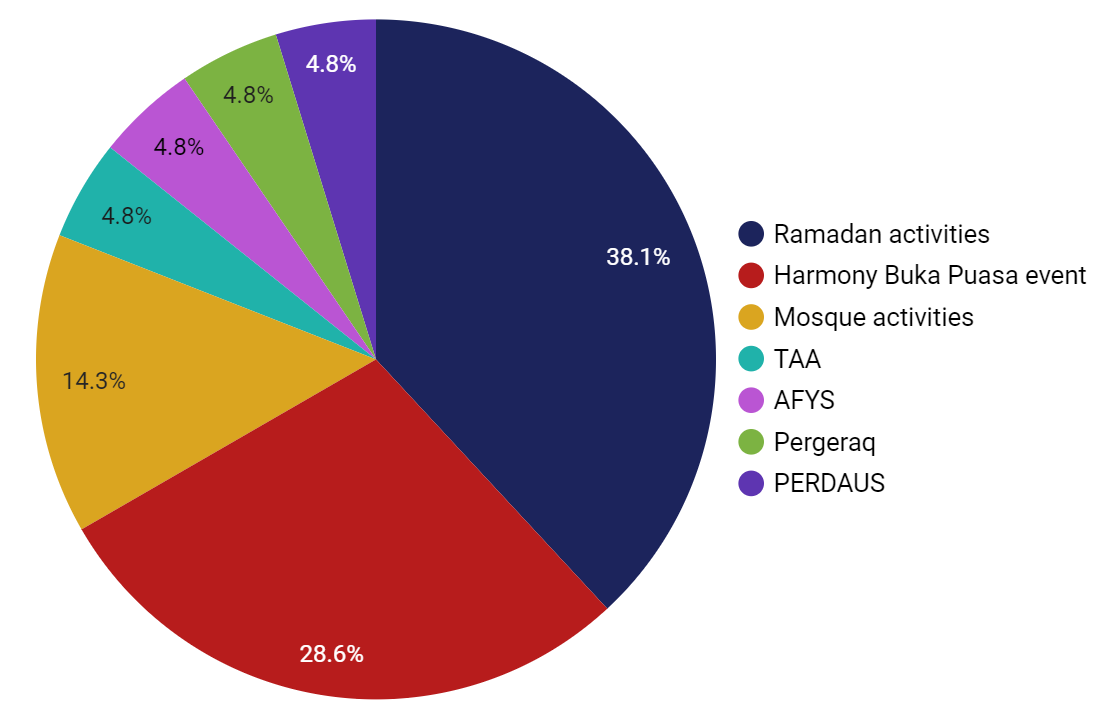 4.8%
4.8%
4.8%
4.8%
38.1%
14.3%
28.6%
Ramadan activities
Harmony Buka Puasa event
Mosque activities
TAA
AFYS
Pergeraq
PERDAUS